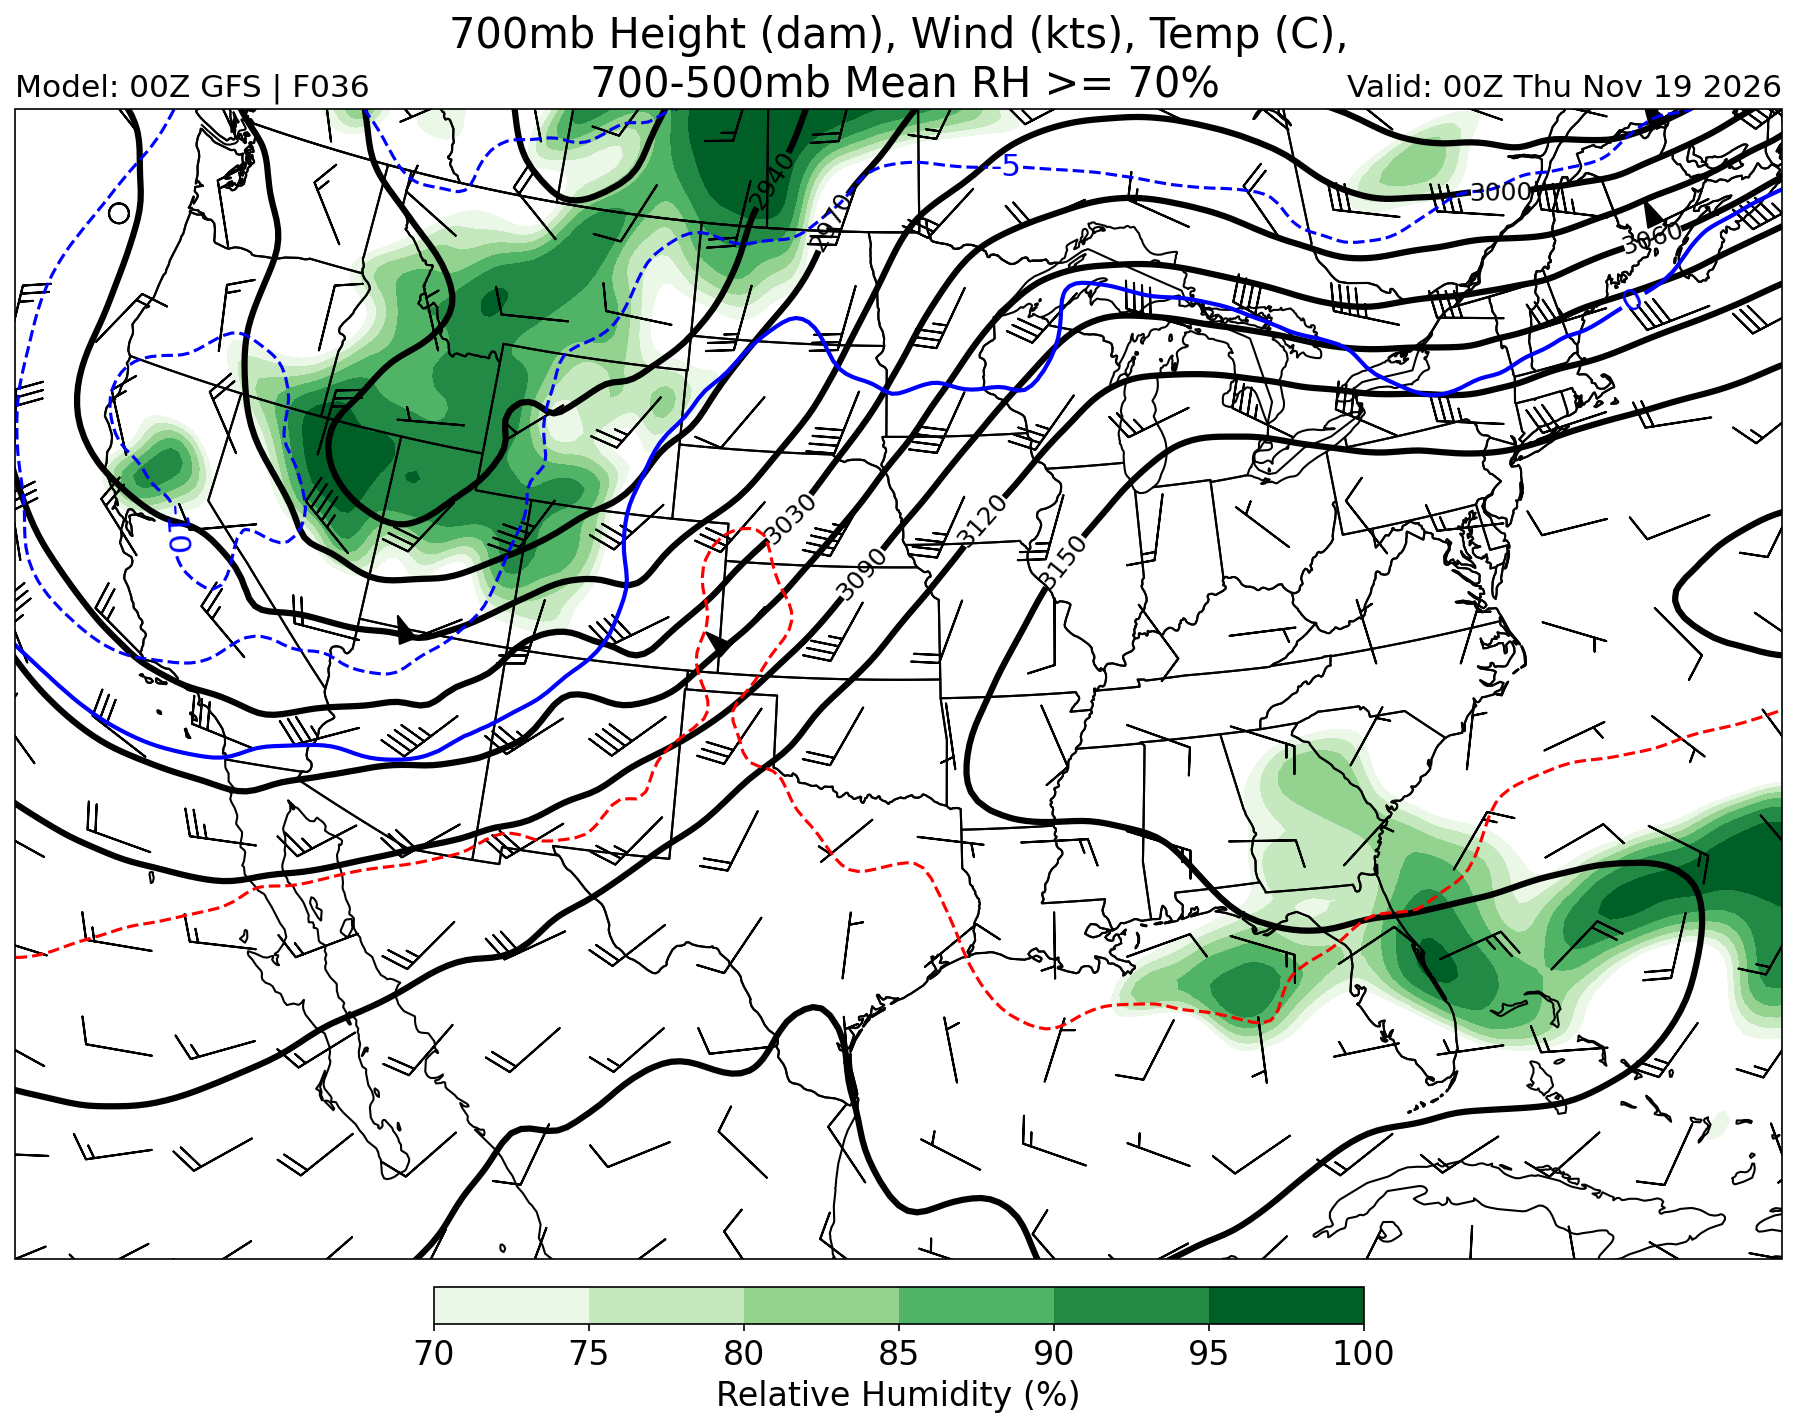 700mb Height (dam), Wind (kts), Temp (C),
Model: 00Z GFS | F036
700-500mb Mean RH >= 70%
Valid: 00Z Thu Nov 19 2026
2940
-5
2970
3000
3060
0
-10
3030
3120
3090
3150
70 75 80 85 90 95 100
Relative Humidity (%)